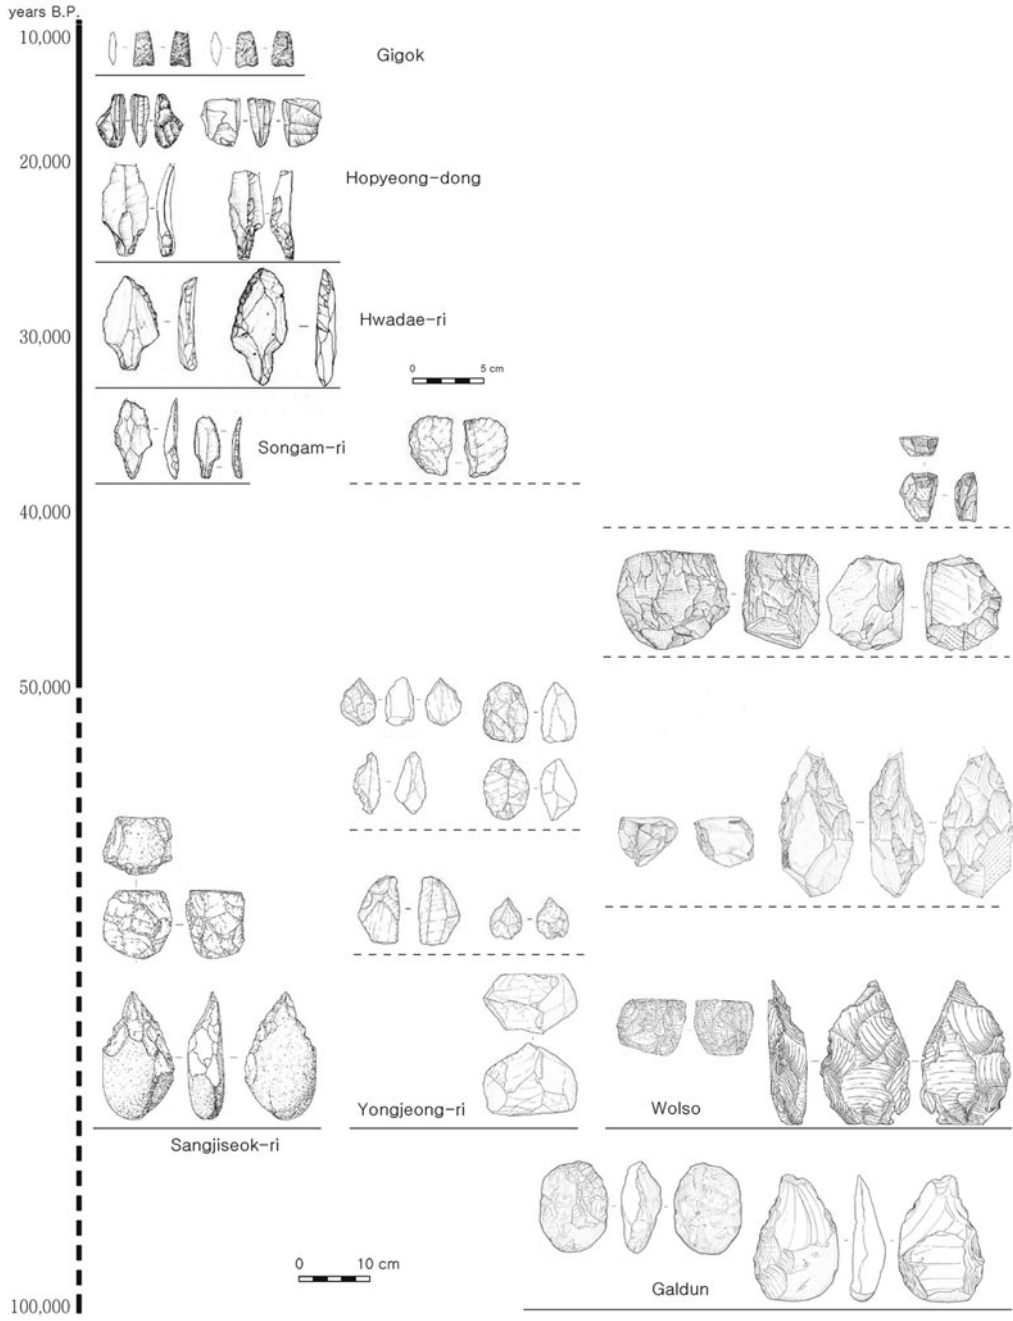 years B.P.
10,000
Gigok
20,000
Hopyeong-dong
Hwadae-ri
30,000
0 5 cm
Songam-ri
40,000
50,000
Yongjeong-ri
Wolso
Sangjiseok-ri
0 10 cm
Galdun
100,000